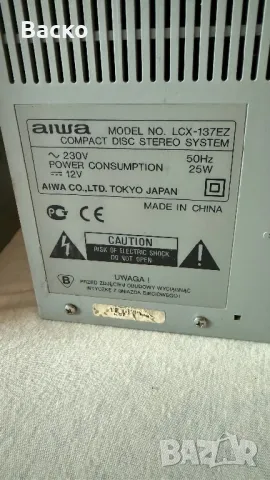 Backo
aiwa MODEL NO. LCX-137EZ
COMPACT DISC STEREO SYSTEM
~ 230V 50Hz
POWER CONSUMPTION 25W
⎓ 12V
AIWA CO.,LTD. TOKYO JAPAN
PC CE MADE IN CHINA
CAUTION
RISK OF ELECTRIC SHOCK
DO NOT OPEN
B UWAGA !
PRZED ZDJĘCIEM OBUDOWY WYCIĄGNĄĆ
WTYCZKĘ Z GNIAZDA SIECIOWEGO!
bazar.bg